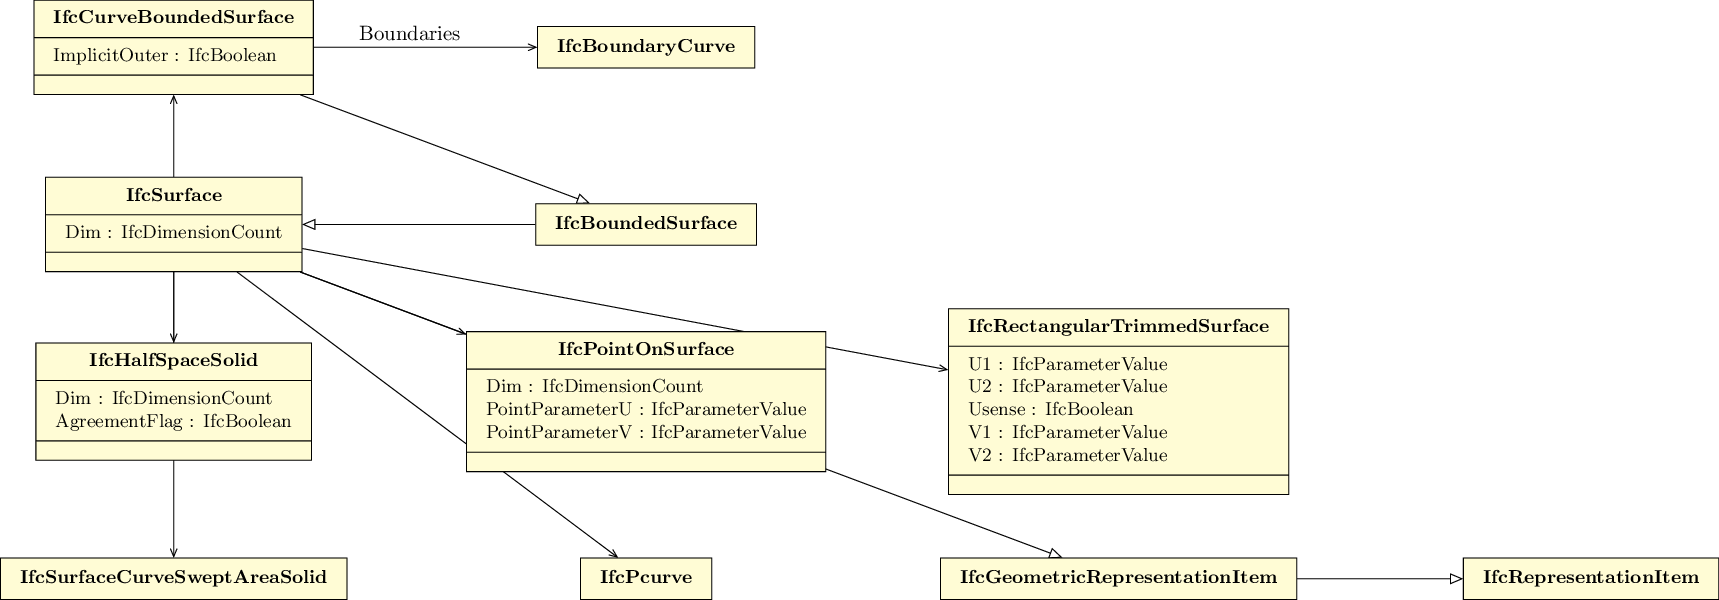 IfcCurveBoundedSurface
ImplicitOuter : IfcBoolean
Boundaries
IfcBoundaryCurve
IfcSurface
Dim : IfcDimensionCount
IfcBoundedSurface
IfcHalfSpaceSolid
Dim : IfcDimensionCount
AgreementFlag : IfcBoolean
IfcPointOnSurface
Dim : IfcDimensionCount
PointParameterU : IfcParameterValue
PointParameterV : IfcParameterValue
IfcRectangularTrimmedSurface
U1 : IfcParameterValue
U2 : IfcParameterValue
Usense : IfcBoolean
V1 : IfcParameterValue
V2 : IfcParameterValue
IfcSurfaceCurveSweptAreaSolid
IfcPcurve
IfcGeometricRepresentationItem
IfcRepresentationItem